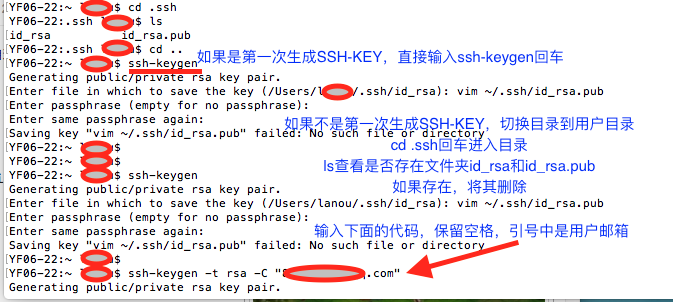 YF06-22:~ $ cd .ssh
YF06-22:.ssh $ ls
id_rsa id_rsa.pub
YF06-22:.ssh $ cd ..
YF06-22:~ $ ssh-keygen 如果是第一次生成SSH-KEY，直接输入ssh-keygen回车
Generating public/private rsa key pair.
Enter file in which to save the key (/Users/l /.ssh/id_rsa): vim ~/.ssh/id_rsa.pub
Enter passphrase (empty for no passphrase):
Enter same passphrase again: 如果不是第一次生成SSH-KEY，切换目录到用户目录
Saving key "vim ~/.ssh/id_rsa.pub" failed: No such file or directory
YF06-22:~ $ cd .ssh回车进入目录
YF06-22:~ $ ls查看是否存在文件夹id_rsa和id_rsa.pub
YF06-22:~ $ ssh-keygen
Generating public/private rsa key pair. 如果存在，将其删除
Enter file in which to save the key (/Users/lanou/.ssh/id_rsa): vim ~/.ssh/id_rsa.pub
Enter passphrase (empty for no passphrase):
Enter same passphrase again: 输入下面的代码，保留空格，引号中是用户邮箱
Saving key "vim ~/.ssh/id_rsa.pub" failed: No such file or directory
YF06-22:~ $
YF06-22:~ $ ssh-keygen -t rsa -C " .com"
Generating public/private rsa key pair.